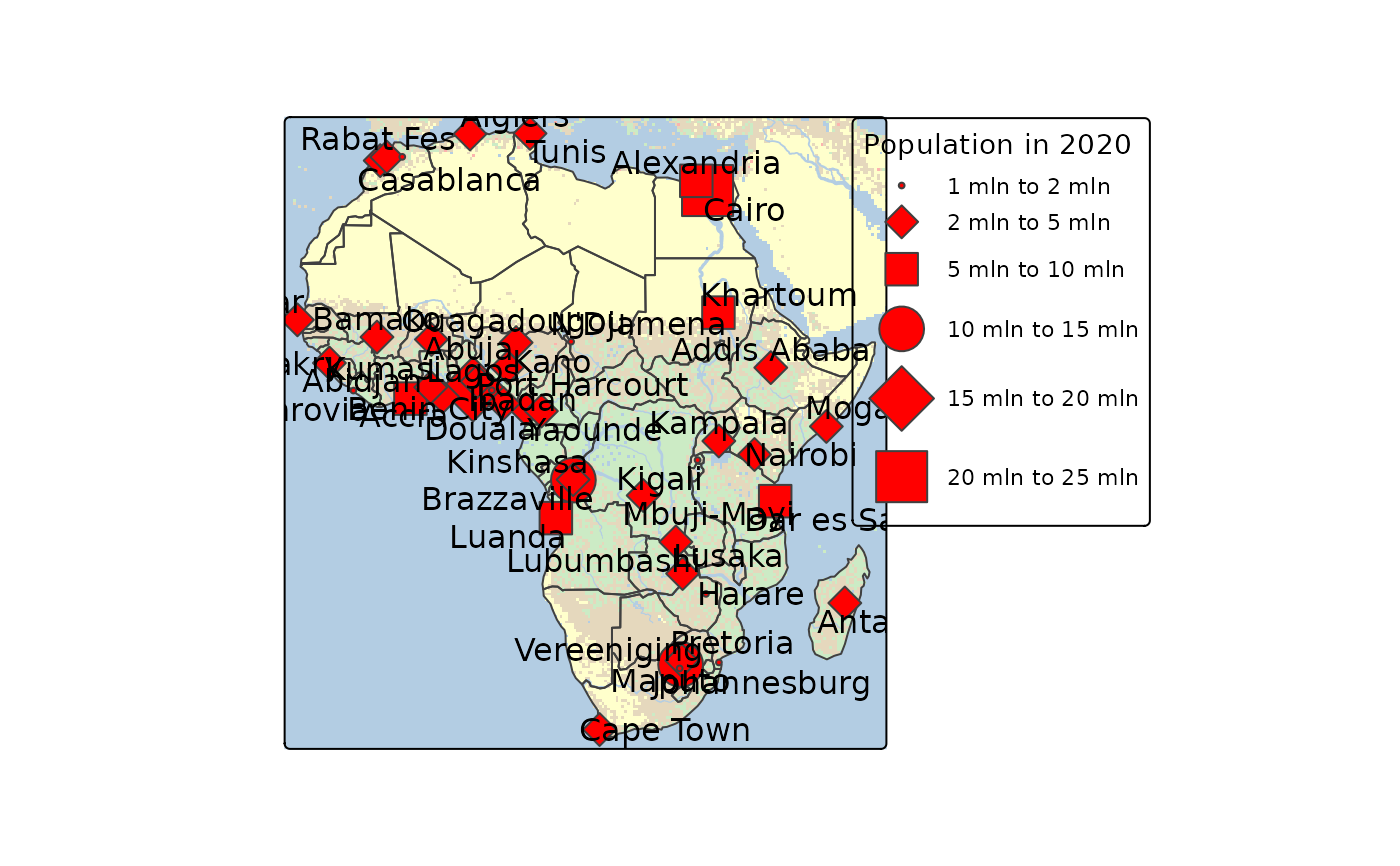 Algiers
Rabat Fes
Tunis
Alexandria
Casablanca
Cairo
Population in 2020
1 mln to 2 mln
2 mln to 5 mln
5 mln to 10 mln
10 mln to 15 mln
15 mln to 20 mln
20 mln to 25 mln
Khartoum
ar
Bamako
Ouagadougou
N'Djamena
Abuja
Addis Ababa
Kano
akry
Kumasi
Lagos
Abidjan
Port Harcourt
Ibadan
nrovia
Benin City
Accra
Moga
Kampala
Douala
Yaounde
Nairobi
Kinshasa
Kigali
Brazzaville
Mbuji-Mayi
Dar es Sa
Luanda
Lusaka
Lubumbashi
Harare
Anta
Pretoria
Vereeniging
Maputo
Johannesburg
Cape Town